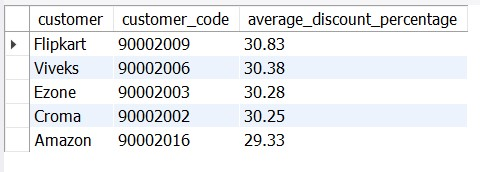 customer customer_code average_discount_percentage
Flipkart 90002009 30.83
Viveks 90002006 30.38
Ezone 90002003 30.28
Croma 90002002 30.25
Amazon 90002016 29.33